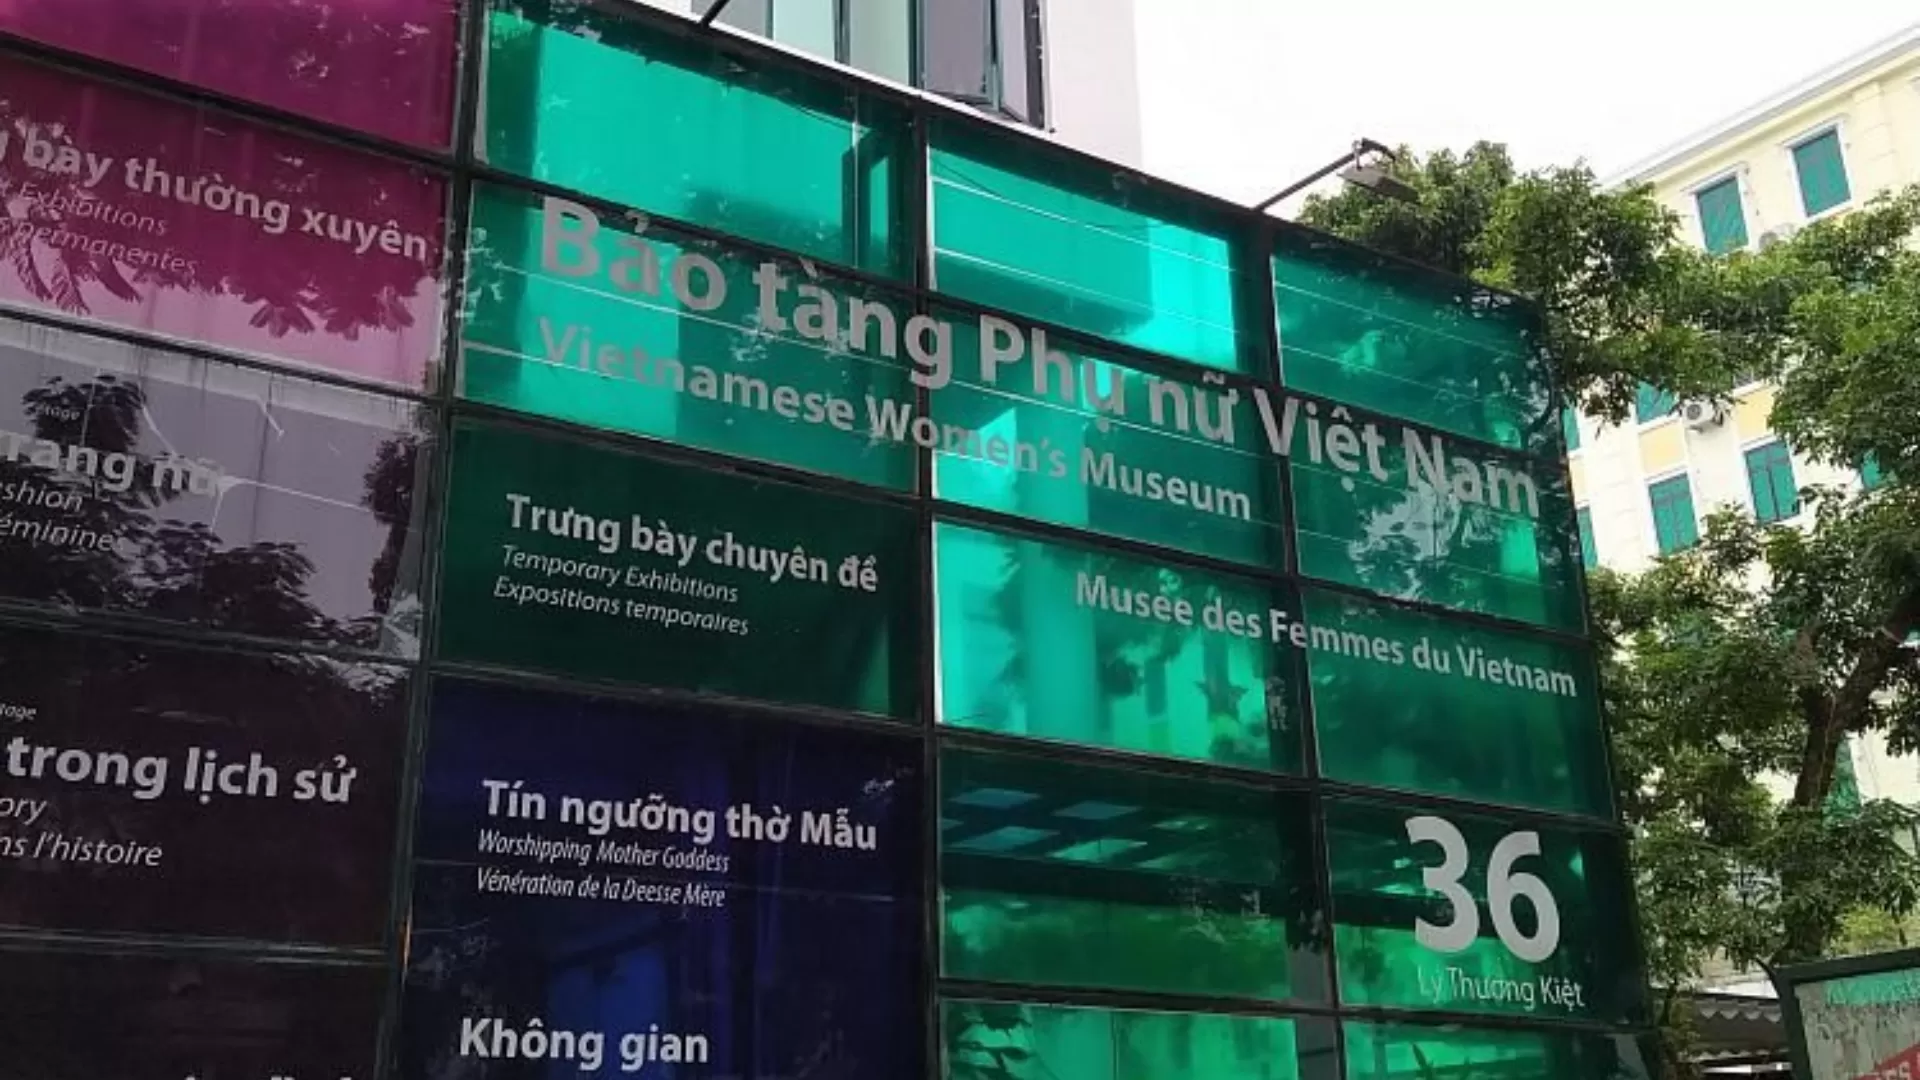 bày thường xuyên
Exhibitions
permanentes
Trang nữ
shion
éminine
trong lịch sử
ory
ns l'histoire
Bảo tàng Phụ nữ Việt Nam
Vietnamese Women's Museum
Musée des Femmes du Vietnam
Trưng bày chuyên đề
Temporary Exhibitions
Expositions temporaires
Tín ngưỡng thờ Mẫu
Worshipping Mother Goddess
Vénération de la Deesse Mère
Không gian
36
Lý Thường Kiệt